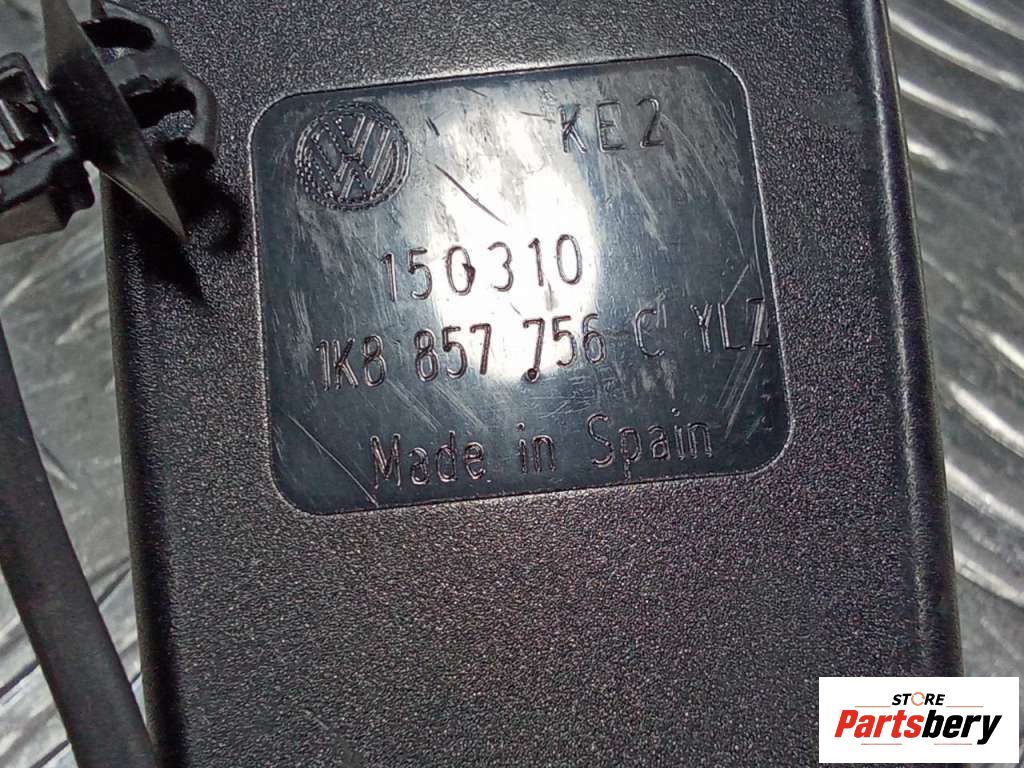 KE2
150310
1K8 857 756 C YLZ
Made in Spain
STORE
Partsbery